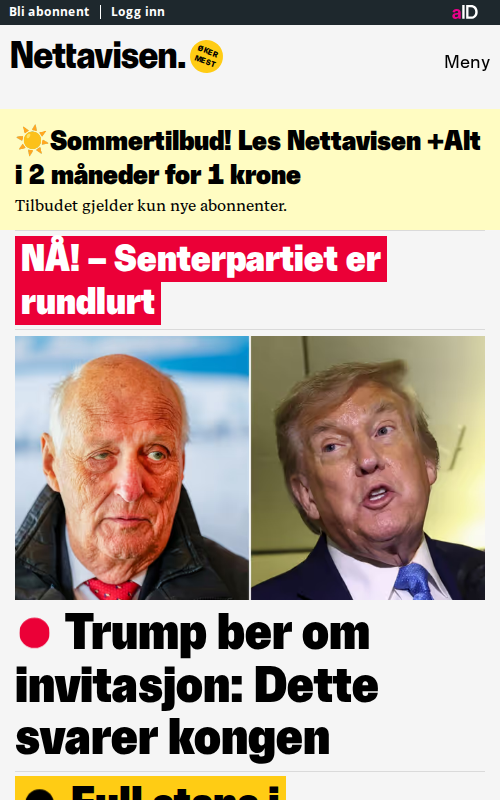 Bli abonnent | Logg inn
aID
Nettavisen.
ØKER
MEST
Meny
☀️Sommertilbud! Les Nettavisen +Alt
i 2 måneder for 1 krone
Tilbudet gjelder kun nye abonnenter.
NÅ! – Senterpartiet er
rundlurt
Trump ber om
invitasjon: Dette
svarer kongen